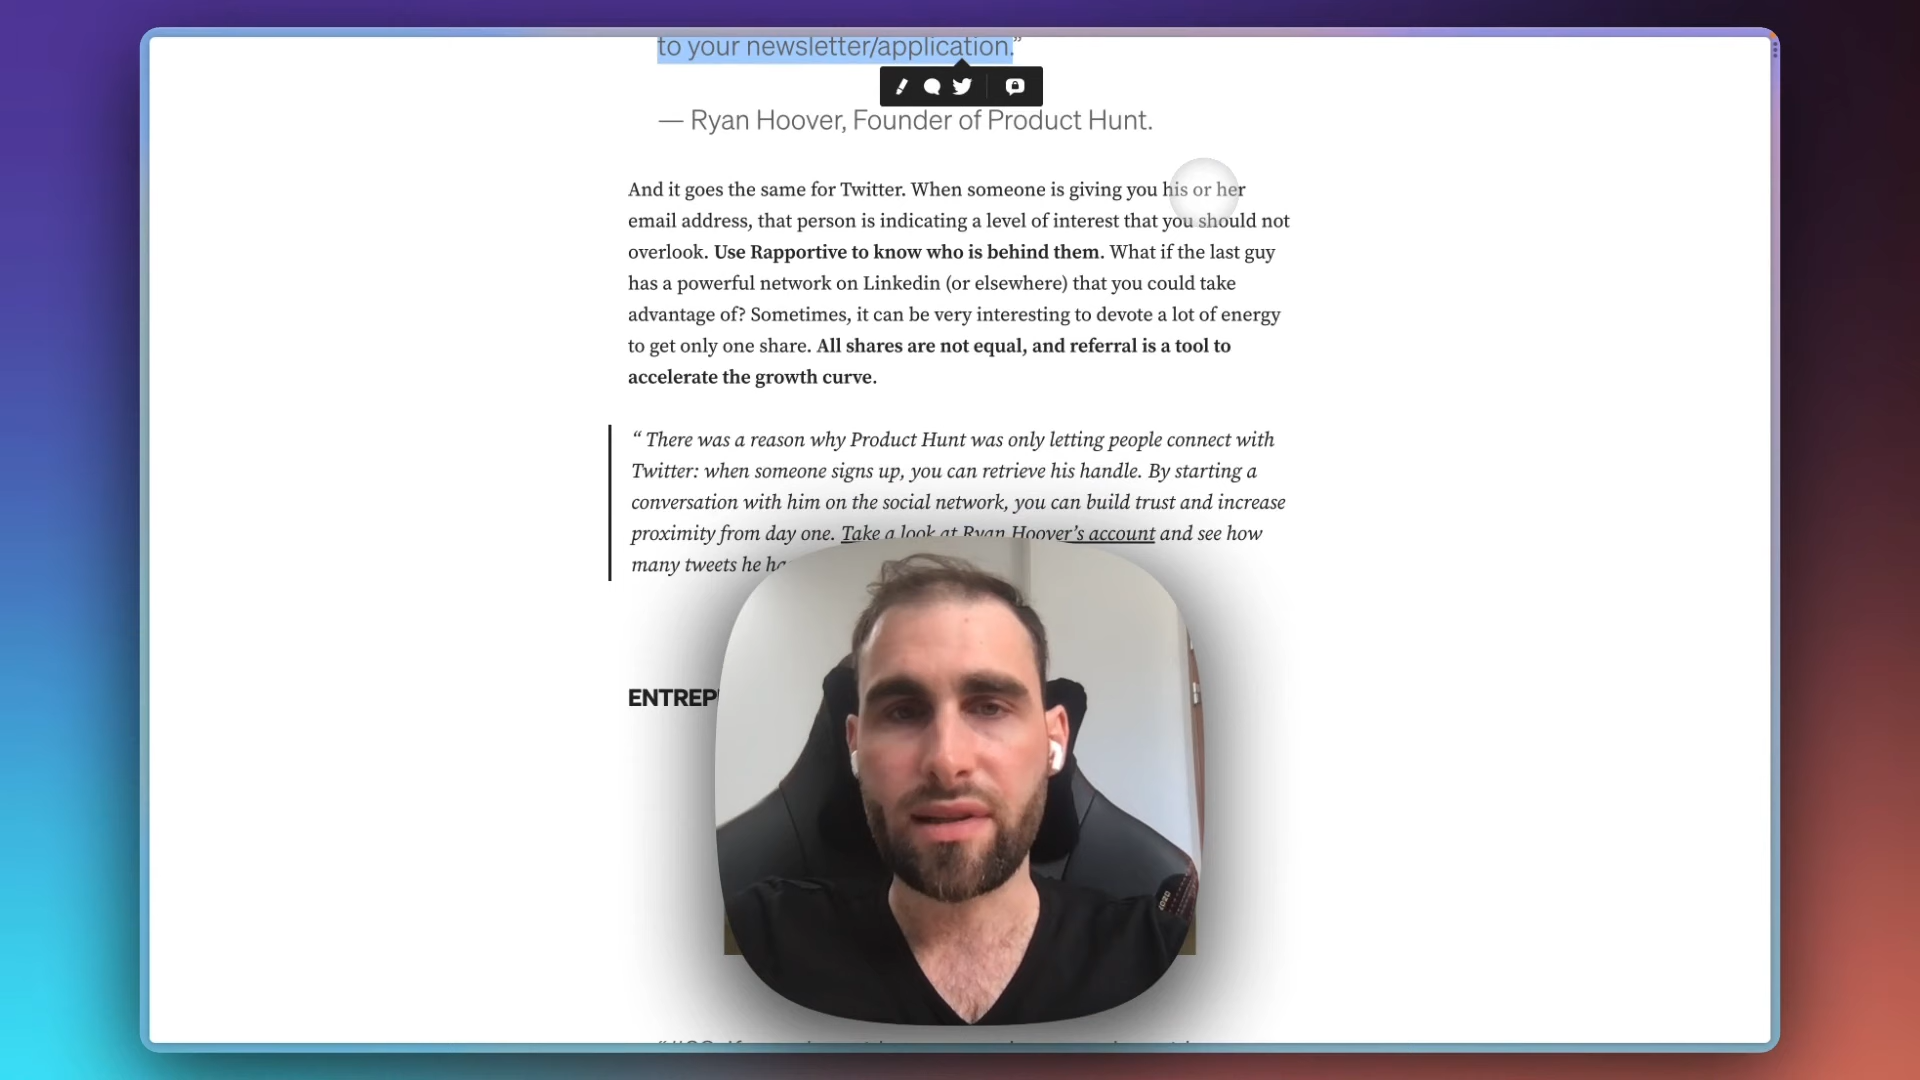 to your newsletter/application.”
— Ryan Hoover, Founder of Product Hunt.
And it goes the same for Twitter. When someone is giving you his or her
email address, that person is indicating a level of interest that you should not
overlook. Use Rapportive to know who is behind them. What if the last guy
has a powerful network on Linkedin (or elsewhere) that you could take
advantage of? Sometimes, it can be very interesting to devote a lot of energy
to get only one share. All shares are not equal, and referral is a tool to
accelerate the growth curve.
“ There was a reason why Product Hunt was only letting people connect with
Twitter: when someone signs up, you can retrieve his handle. By starting a
conversation with him on the social network, you can build trust and increase
proximity from day one. Take a look at Ryan Hoover’s account and see how
many tweets he